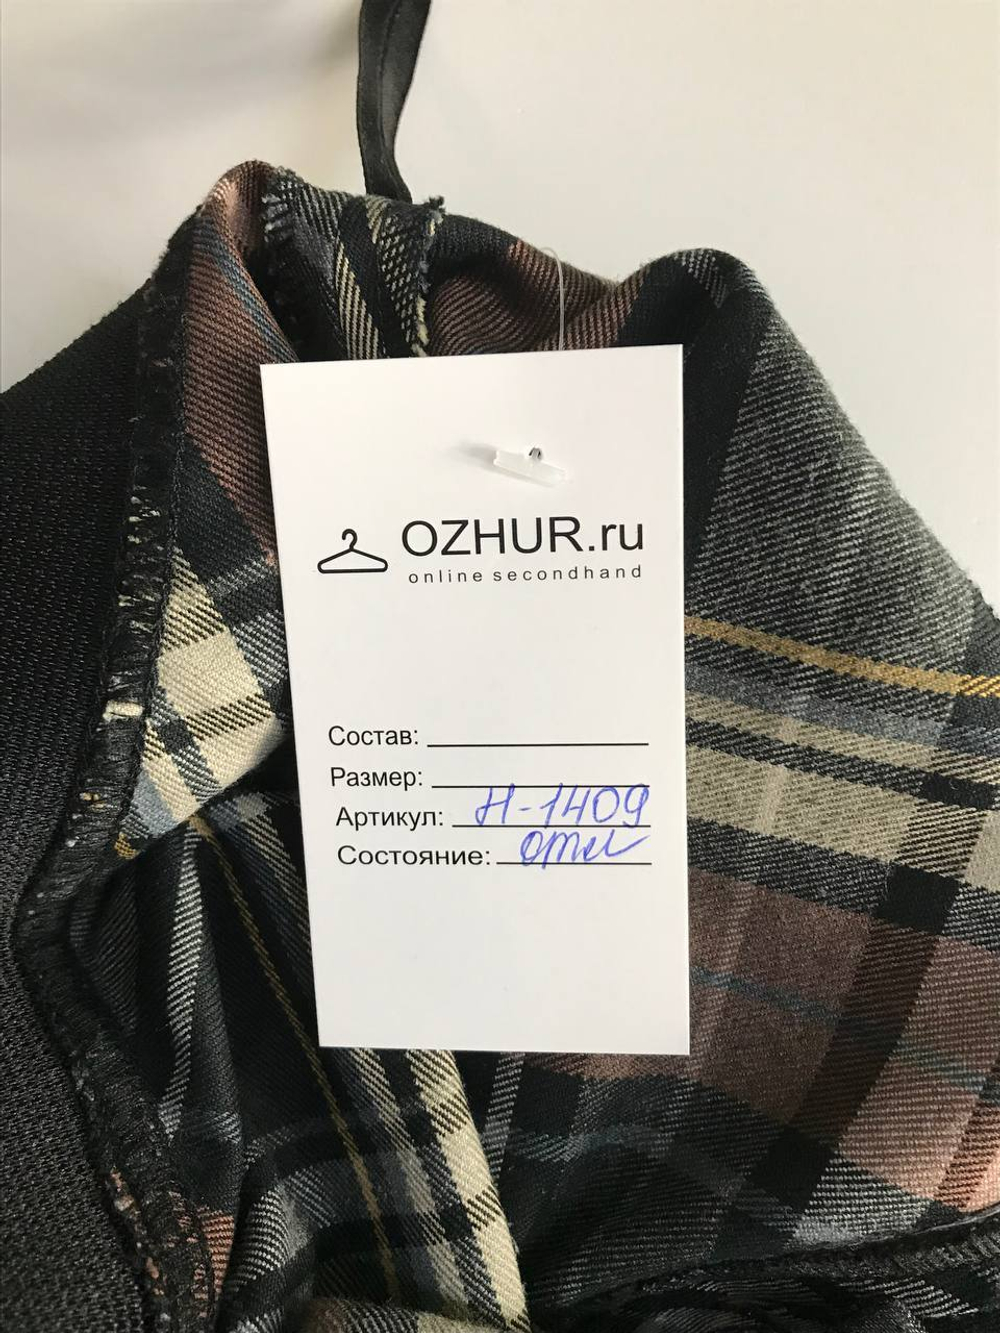 OZHUR.ru
online secondhand
Состав:
Размер:
Артикул: Н-1409
Состояние: отл